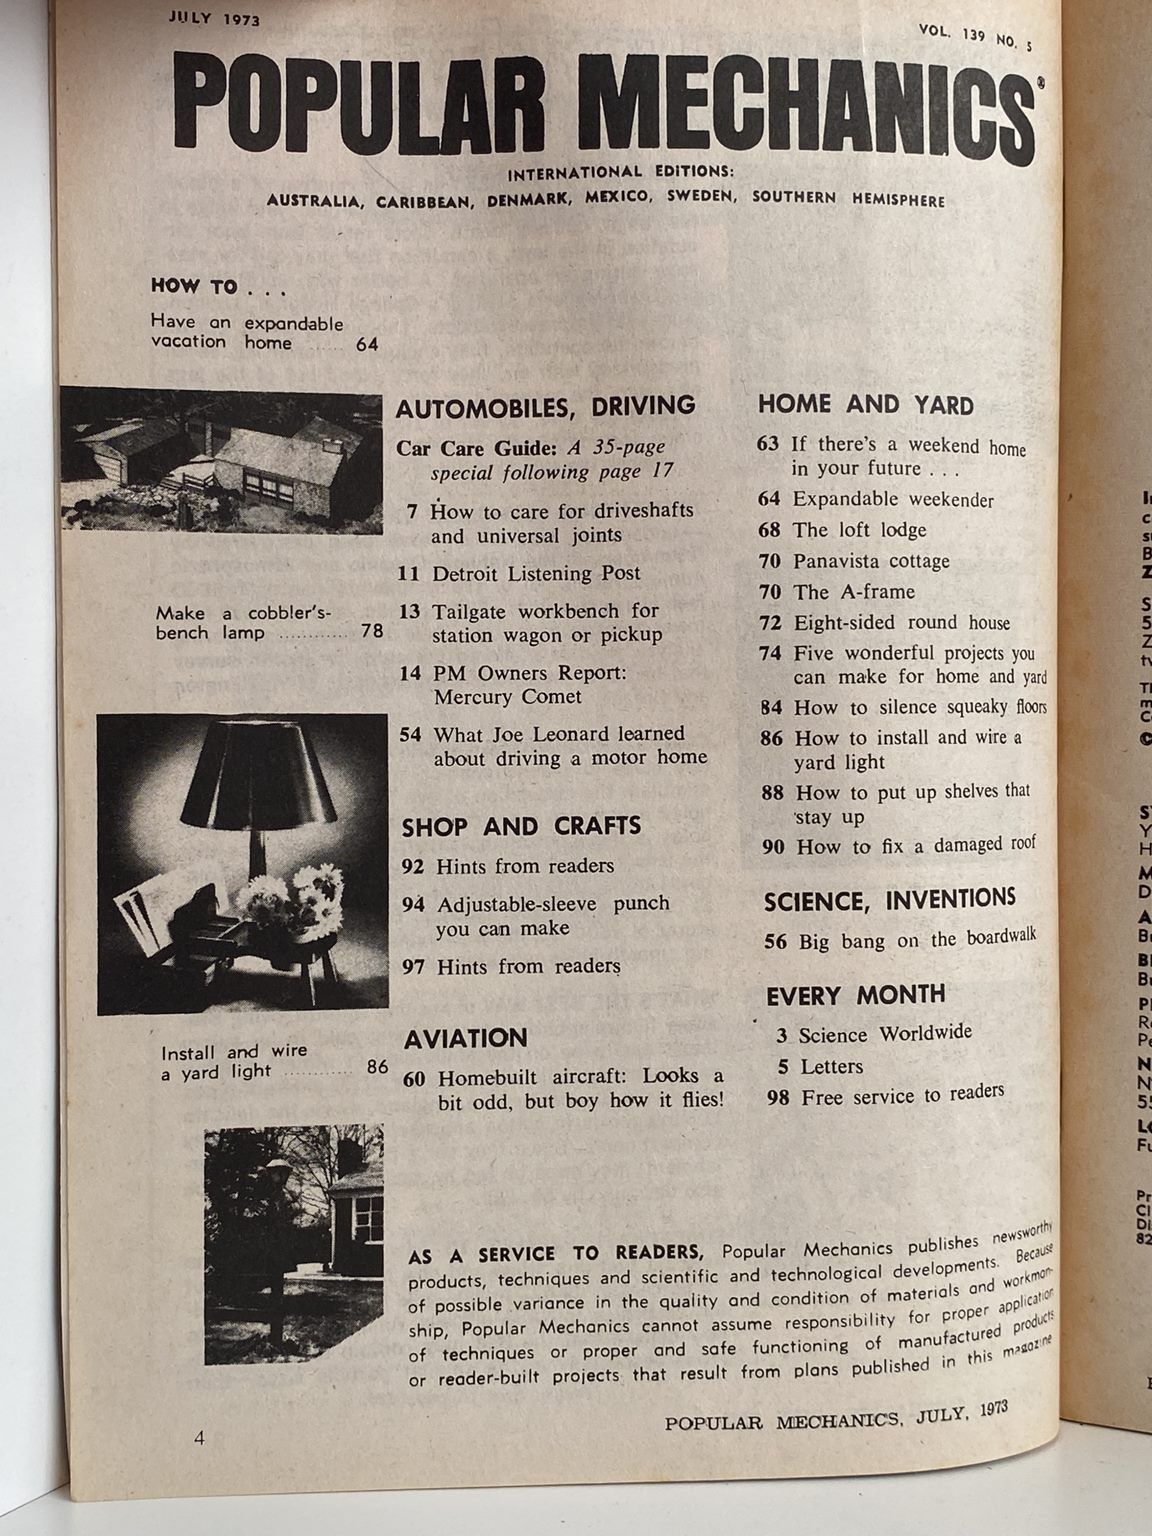 JULY 1973
VOL. 139 NO. 5
POPULAR MECHANICS®
INTERNATIONAL EDITIONS:
AUSTRALIA, CARIBBEAN, DENMARK, MEXICO, SWEDEN, SOUTHERN HEMISPHERE
HOW TO . . .
Have an expandable
vacation home ...... 64
Make a cobbler's-
bench lamp ............ 78
Install and wire
a yard light ............ 86
AUTOMOBILES, DRIVING
Car Care Guide: A 35-page
special following page 17
7 How to care for driveshafts
and universal joints
11 Detroit Listening Post
13 Tailgate workbench for
station wagon or pickup
14 PM Owners Report:
Mercury Comet
54 What Joe Leonard learned
about driving a motor home
SHOP AND CRAFTS
92 Hints from readers
94 Adjustable-sleeve punch
you can make
97 Hints from readers
AVIATION
60 Homebuilt aircraft: Looks a
bit odd, but boy how it flies!
HOME AND YARD
63 If there's a weekend home
in your future . . .
64 Expandable weekender
68 The loft lodge
70 Panavista cottage
70 The A-frame
72 Eight-sided round house
74 Five wonderful projects you
can make for home and yard
84 How to silence squeaky floors
86 How to install and wire a
yard light
88 How to put up shelves that
stay up
90 How to fix a damaged roof
SCIENCE, INVENTIONS
56 Big bang on the boardwalk
EVERY MONTH
3 Science Worldwide
5 Letters
98 Free service to readers
AS A SERVICE TO READERS, Popular Mechanics publishes newsworthy
products, techniques and scientific and technological developments. Because
of possible variance in the quality and condition of materials and workman-
ship, Popular Mechanics cannot assume responsibility for proper application
of techniques or proper and safe functioning of manufactured products
or reader-built projects that result from plans published in this magazine
4
POPULAR MECHANICS, JULY, 1973